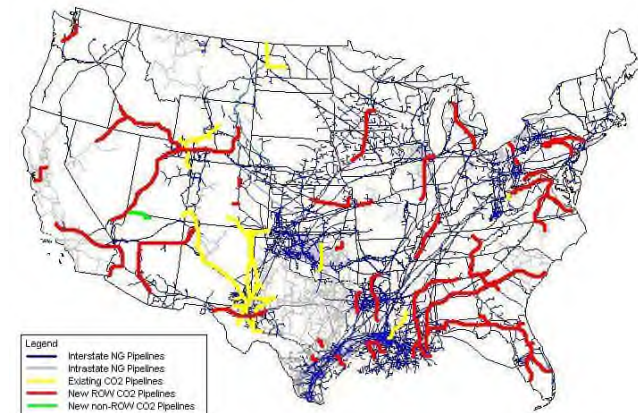 Legend
Interstate NG Pipelines
Intrastate NG Pipelines
Existing CO2 Pipelines
New ROW CO2 Pipelines
New non-ROW CO2 Pipelines